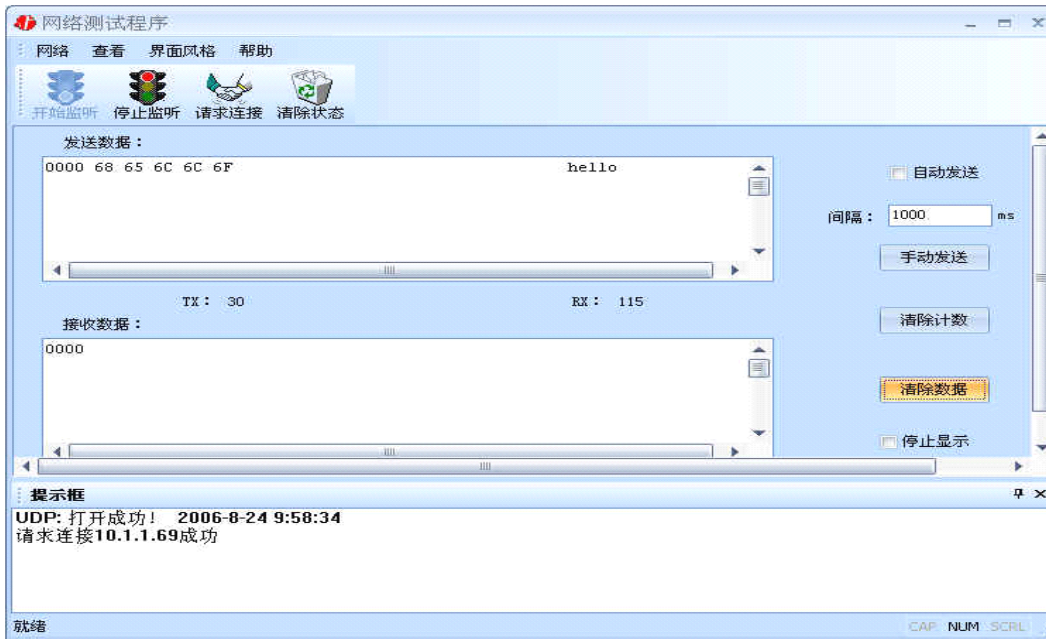 网络测试程序
网络 查看 界面风格 帮助
开始监听 停止监听 请求连接 清除状态
发送数据：
0000 68 65 6C 6C 6F hello
自动发送
间隔： 1000 ms
手动发送
TX： 30 RX： 115
清除计数
接收数据：
0000
清除数据
停止显示
提示框
UDP: 打开成功! 2006-8-24 9:58:34
请求连接10.1.1.69成功
就绪 CAP NUM SCRL